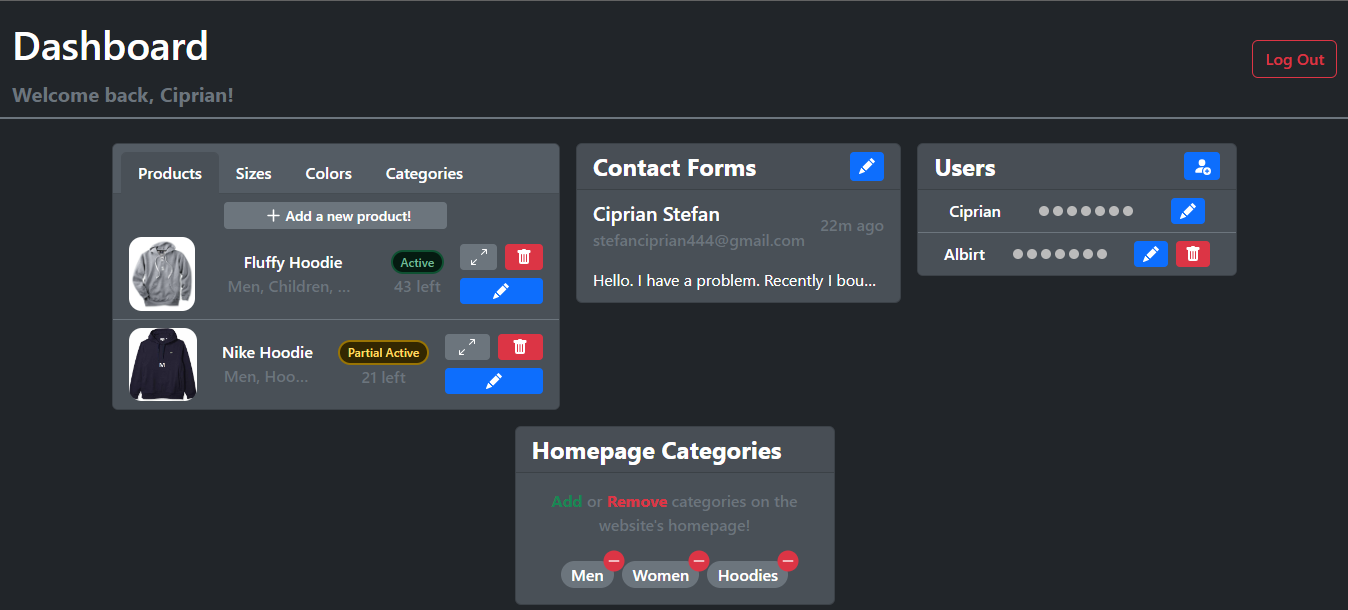 Dashboard
Welcome back, Ciprian!
Log Out
Products Sizes Colors Categories
Add a new product!
Fluffy Hoodie Active
Men, Children, ... 43 left
Nike Hoodie Partial Active
Men, Hoo... 21 left
Contact Forms
Ciprian Stefan
22m ago
stefanciprian444@gmail.com
Hello. I have a problem. Recently I bou...
Users
Ciprian
Albirt
Homepage Categories
Add or Remove categories on the
website's homepage!
Men Women Hoodies